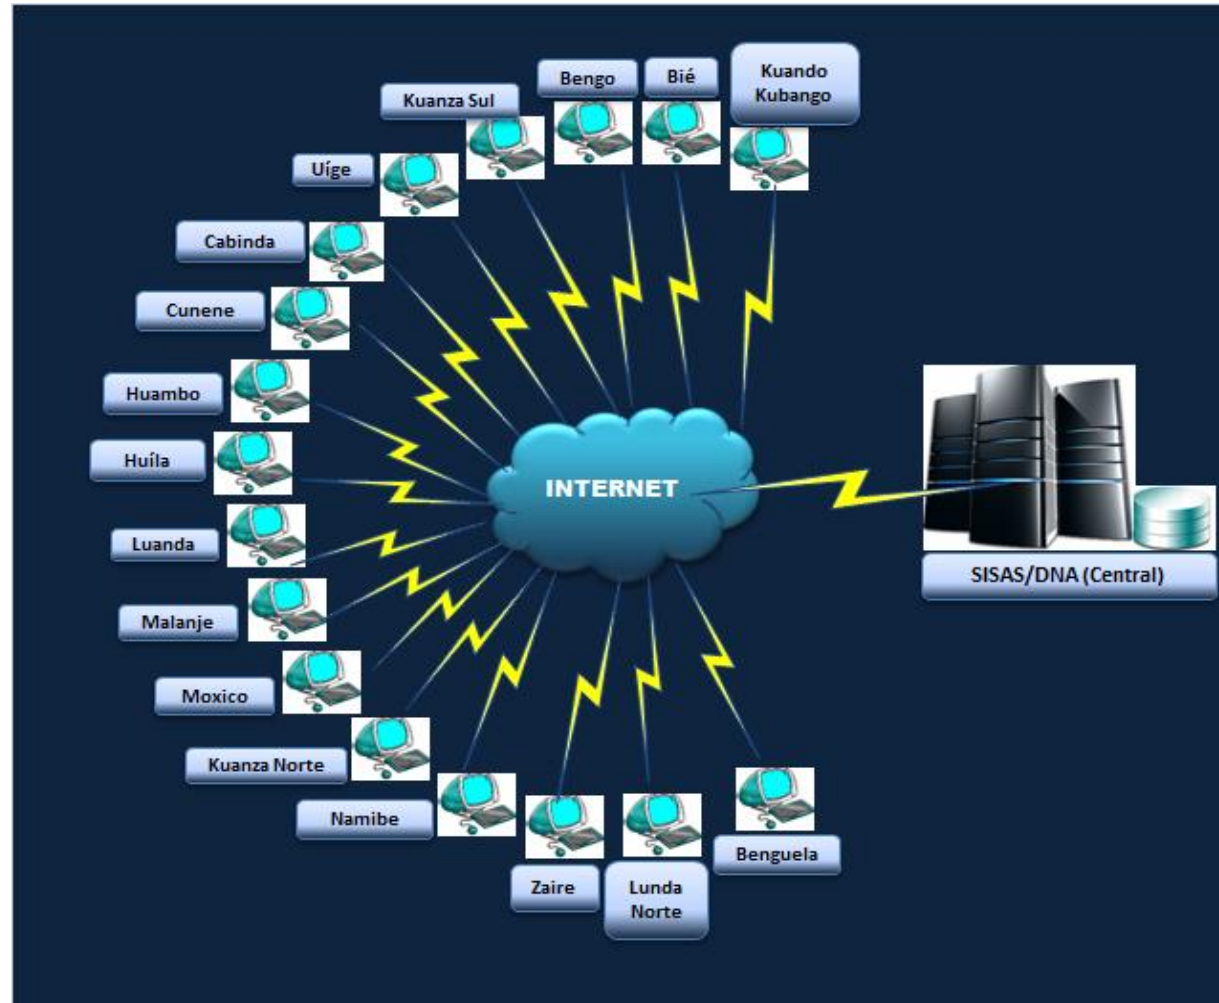 Kuando
Kubango
Bié
Bengo
Kuanza Sul
Uíge
Cabinda
Cunene
Huambo
Huíla
Luanda
Malanje
Moxico
Kuanza Norte
Namibe
Zaire
Lunda
Norte
Benguela
INTERNET
SISAS/DNA (Central)